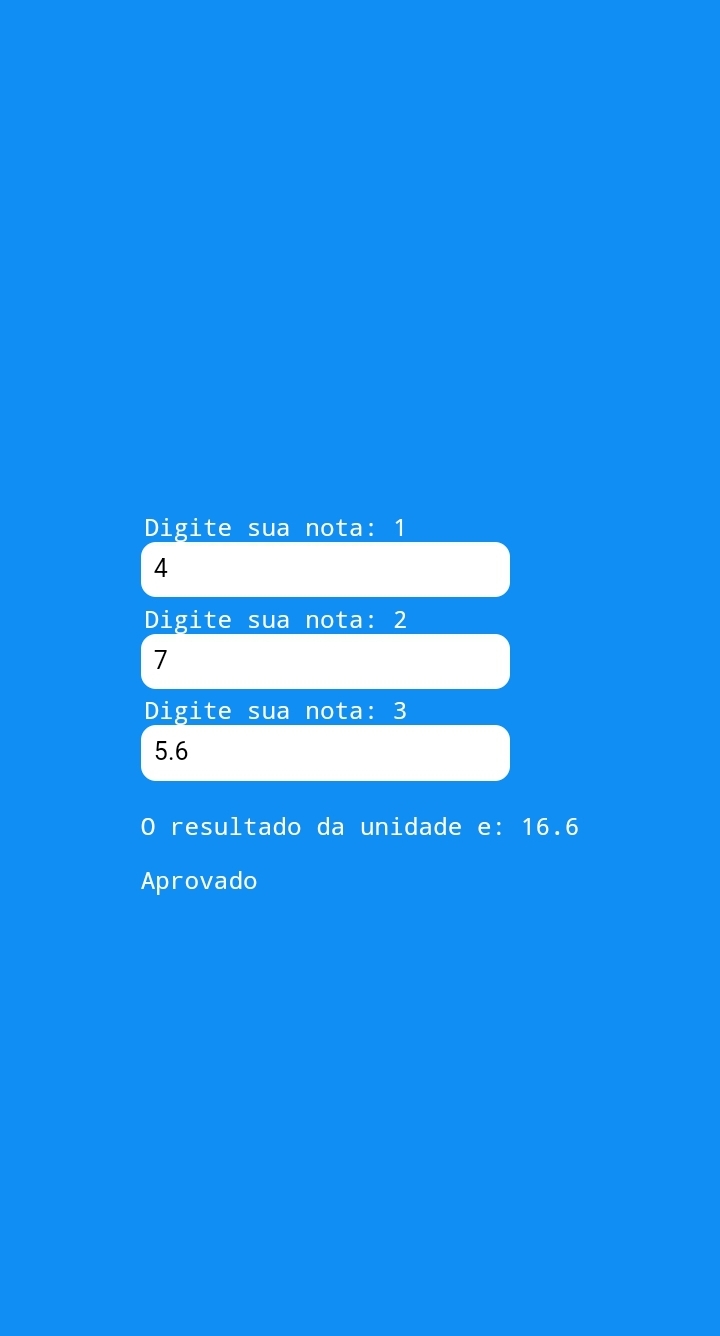 Digite sua nota: 1
4
Digite sua nota: 2
7
Digite sua nota: 3
5.6
O resultado da unidade e: 16.6
Aprovado